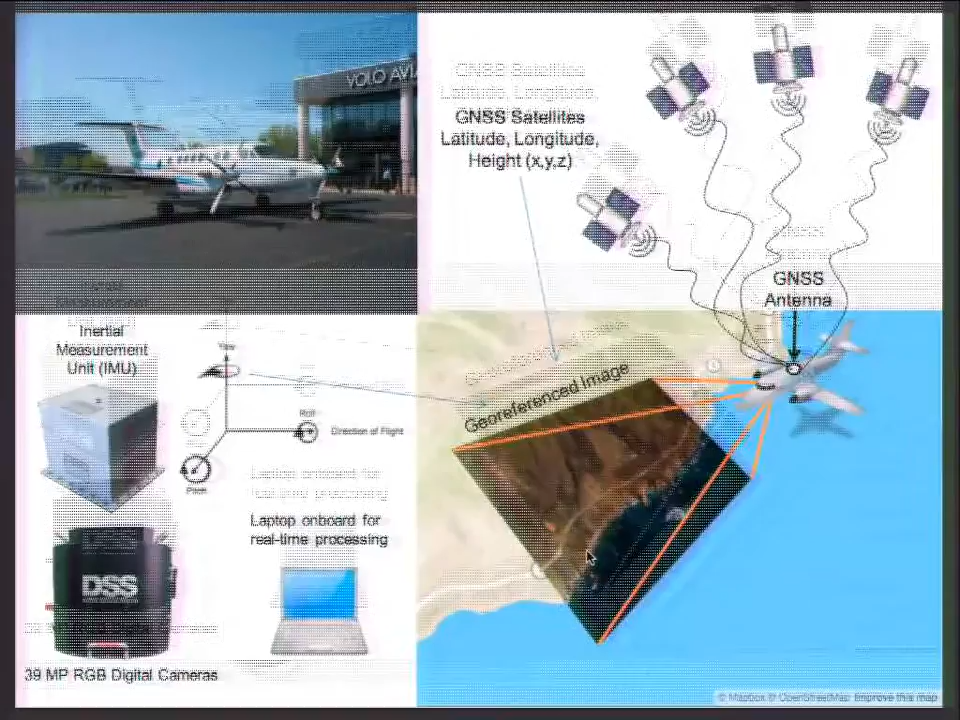 VOLO AVI
GNSS Satellites
Latitude, Longitude,
Height (x,y,z)
GNSS
Antenna
Inertial
Measurement
Unit (IMU)
Yaw
Roll
Direction of Flight
Pitch
Georeferenced Image
Laptop onboard for
real-time processing
DSS
39 MP RGB Digital Cameras
© Mapbox © OpenStreetMap Improve this map